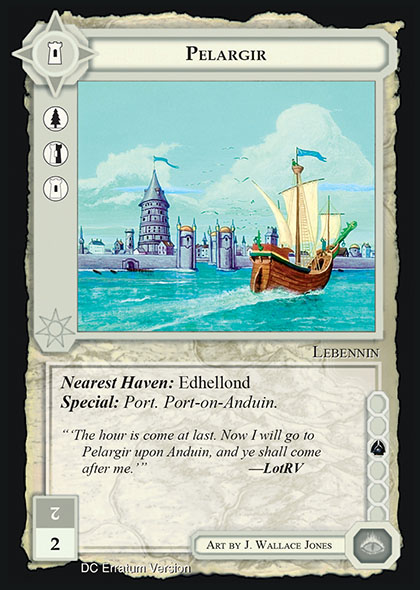 PELARGIR
LEBENNIN
Nearest Haven: Edhellond
Special: Port. Port-on-Anduin.
“‘The hour is come at last. Now I will go to
Pelargir upon Anduin, and ye shall come
after me.’” —LotRV
2
2
ART BY J. WALLACE JONES
DC Erratum Version